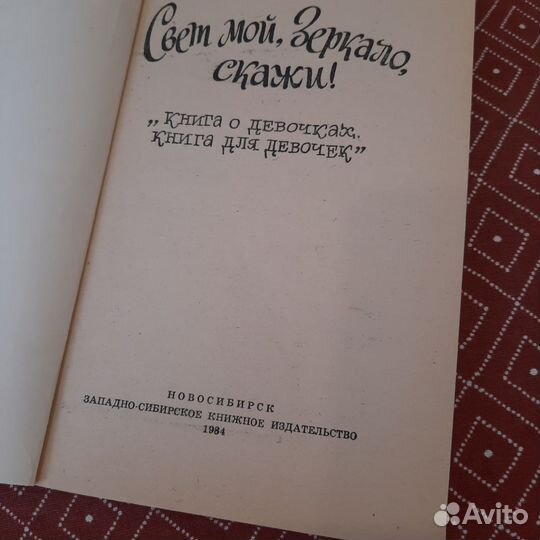 Свет мой, Зеркало,
скажи!
„Книга о девочках,
книга для девочек”
НОВОСИБИРСК
ЗАПАДНО-СИБИРСКОЕ КНИЖНОЕ ИЗДАТЕЛЬСТВО
1984
Avito